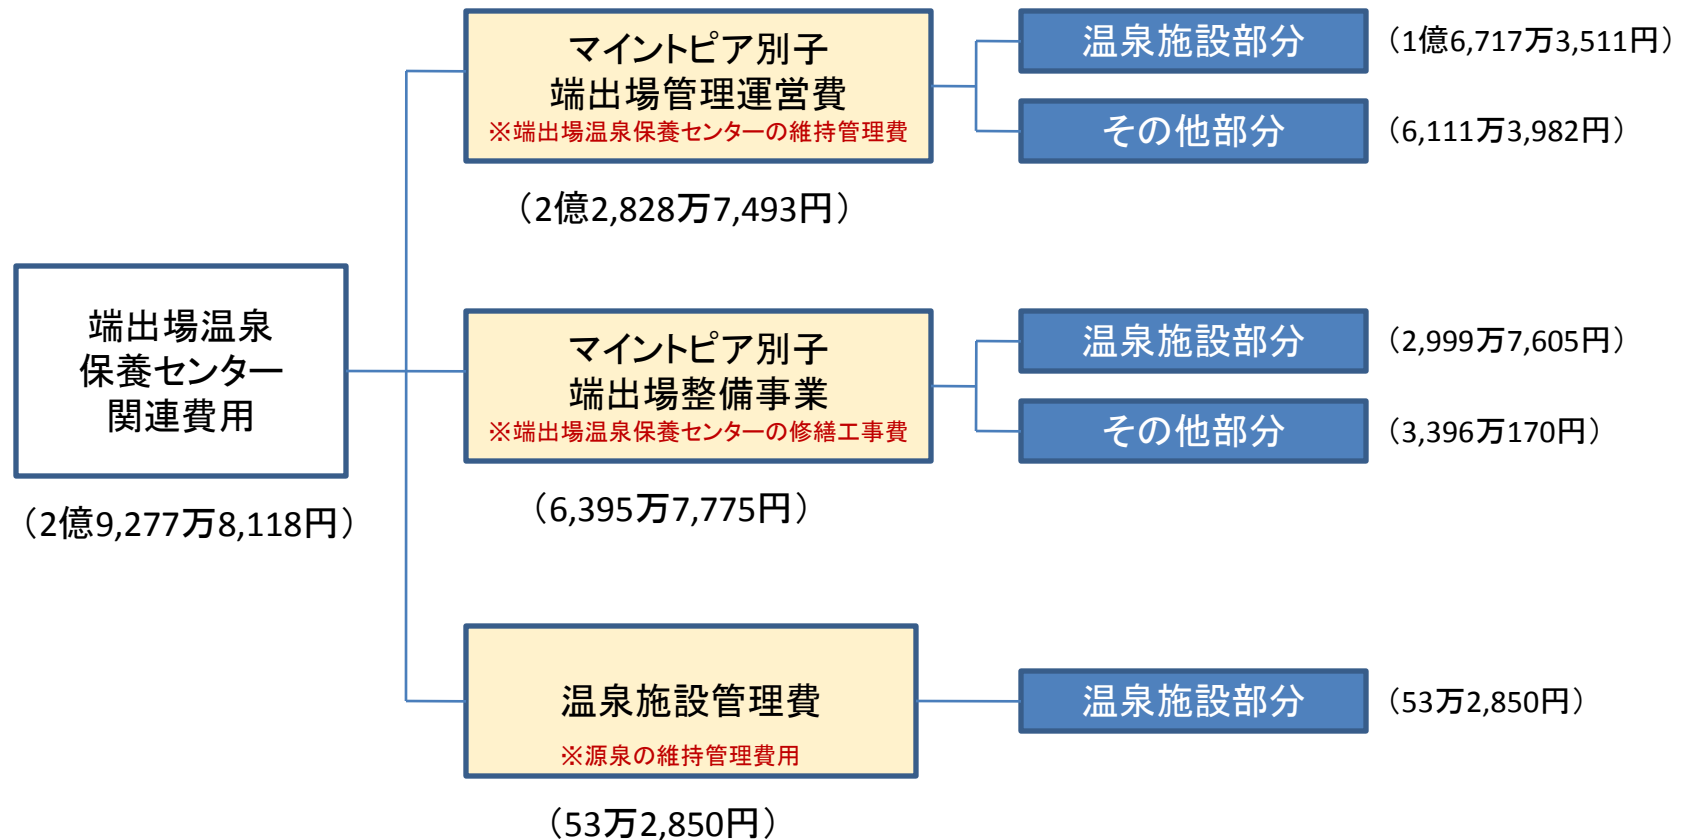 端出場温泉
保養センター
関連費用
（2億9,277万8,118円）
マイントピア別子
端出場管理運営費
※端出場温泉保養センターの維持管理費
（2億2,828万7,493円）
温泉施設部分
（1億6,717万3,511円）
その他部分
（6,111万3,982円）
マイントピア別子
端出場整備事業
※端出場温泉保養センターの修繕工事費
（6,395万7,775円）
温泉施設部分
（2,999万7,605円）
その他部分
（3,396万170円）
温泉施設管理費
※源泉の維持管理費用
（53万2,850円）
温泉施設部分
（53万2,850円）